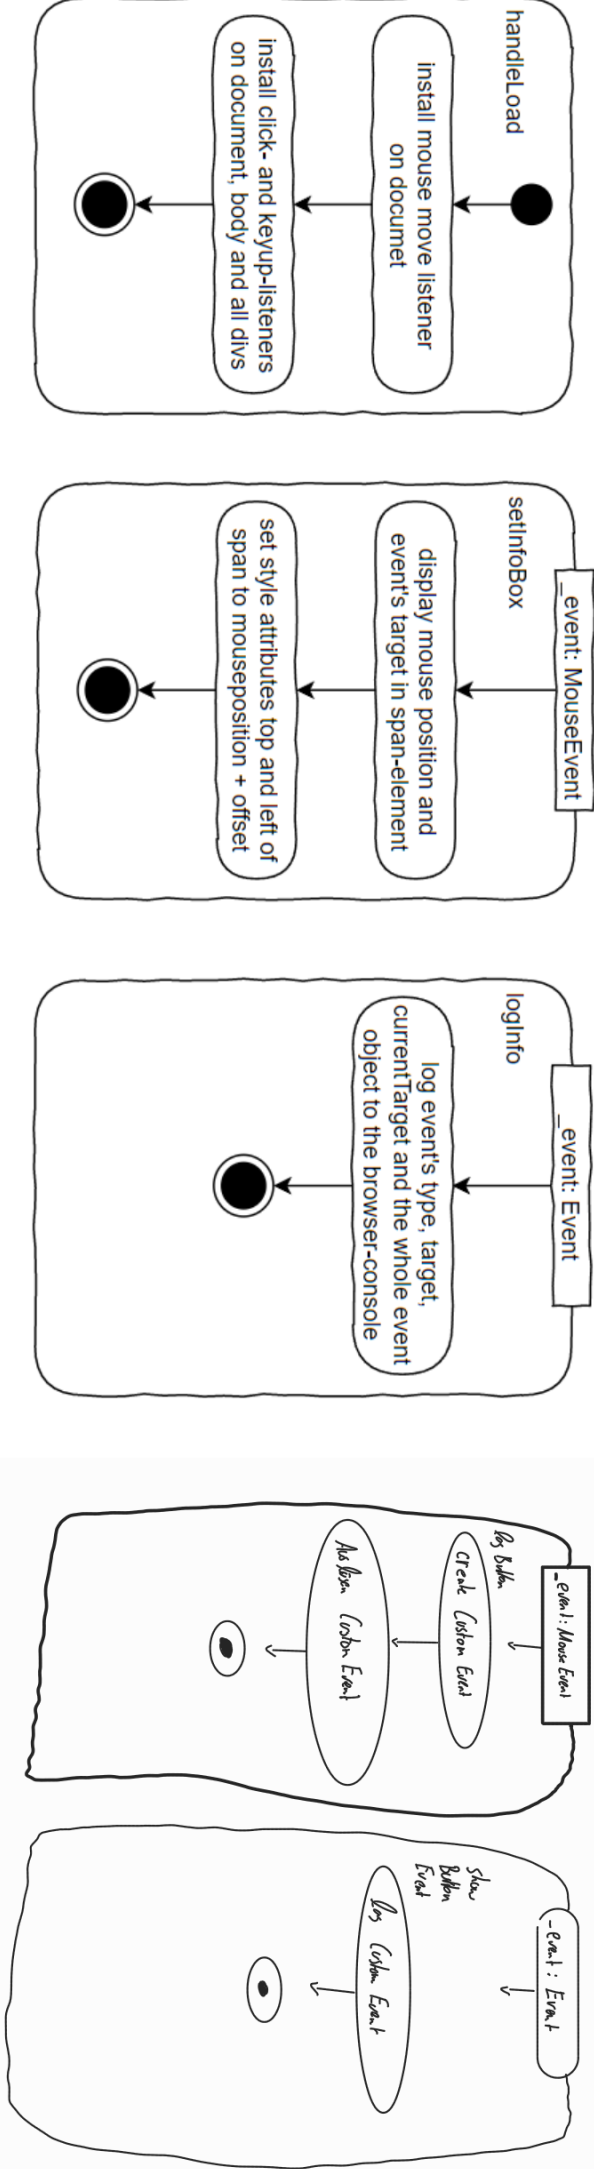 handleLoad
install mouse move listener
on documet
install click- and keyup-listeners
on document, body and all divs
_event: MouseEvent
setInfoBox
display mouse position and
event's target in span-element
set style attributes top and left of
span to mouseposition + offset
_event: Event
logInfo
log event's type, target,
currentTarget and the whole event
object to the browser-console
_event: Mouse Event
log Button
create Custom Event
Auslösen Custom Event
_event: Event
Show
Button
Event
log Custom Event